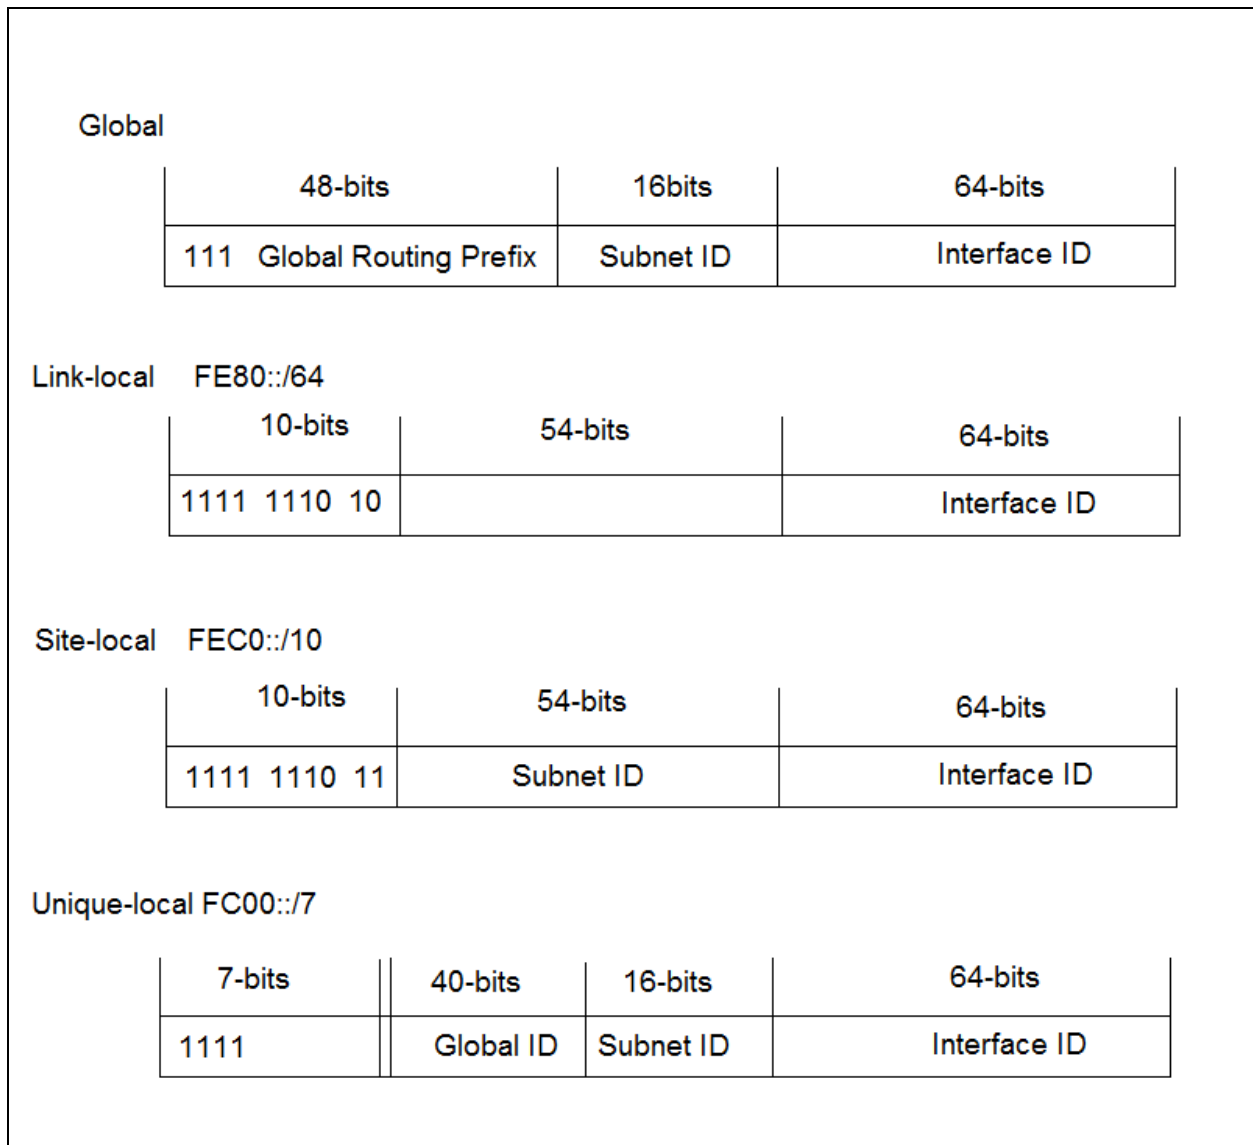 Global
48-bits 16bits 64-bits
111 Global Routing Prefix Subnet ID Interface ID
Link-local FE80::/64
10-bits 54-bits 64-bits
1111 1110 10 Interface ID
Site-local FEC0::/10
10-bits 54-bits 64-bits
1111 1110 11 Subnet ID Interface ID
Unique-local FC00::/7
7-bits 40-bits 16-bits 64-bits
1111 Global ID Subnet ID Interface ID